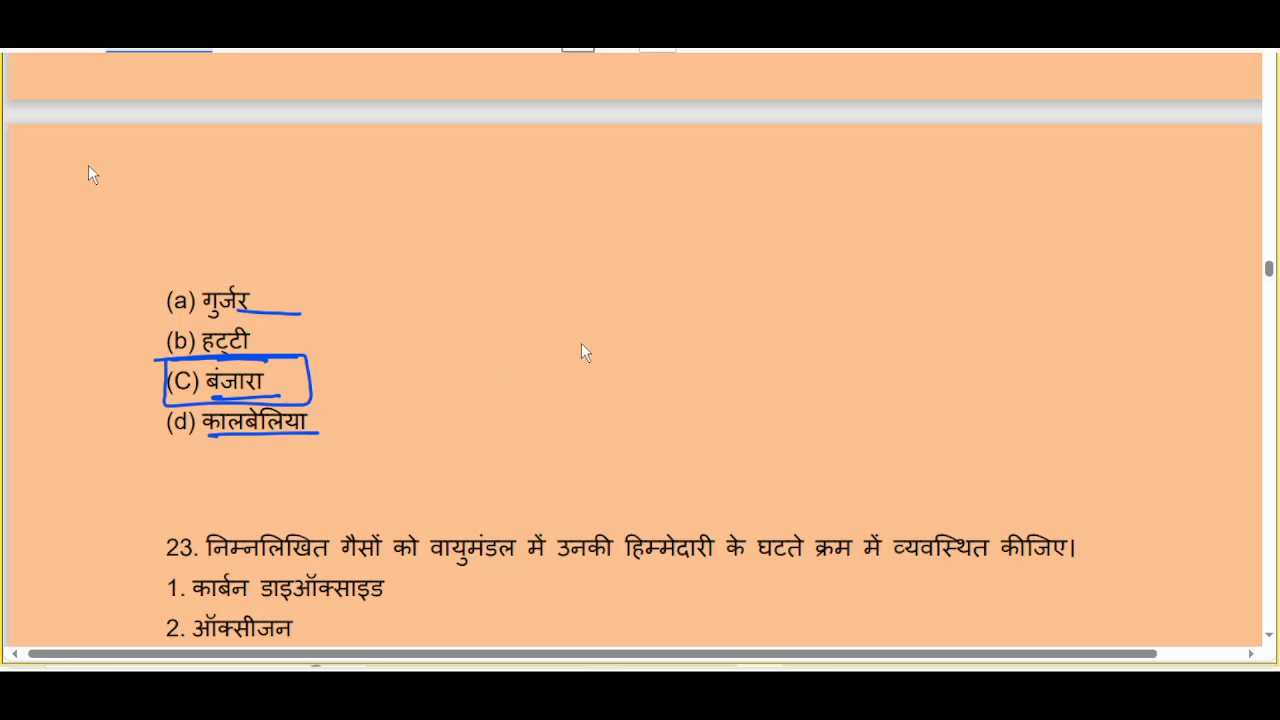 (a) गुर्जर
(b) हट्टी
(C) बंजारा
(d) कालबेलिया
23. निम्नलिखित गैसों को वायुमंडल में उनकी हिम्मेदारी के घटते क्रम में व्यवस्थित कीजिए।
1. कार्बन डाइऑक्साइड
2. ऑक्सीजन